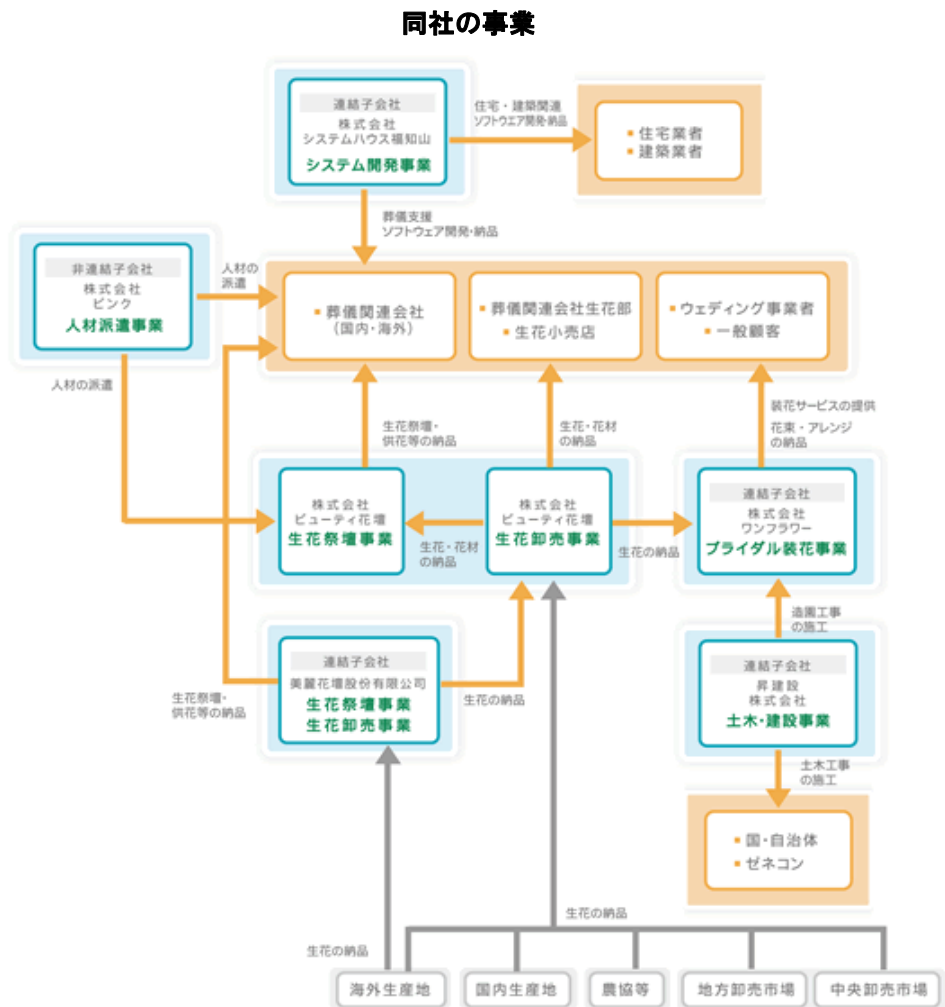 同社の事業
連結子会社
株式会社
システムハウス福知山
システム開発事業
住宅・建築関連
ソフトウエア開発・納品
▪ 住宅業者
▪ 建築業者
葬儀支援
ソフトウェア開発・納品
非連結子会社
株式会社
ビンク
人材派遣事業
人材の
派遣
▪ 葬儀関連会社
(国内・海外)
▪ 葬儀関連会社生花部
▪ 生花小売店
▪ ウェディング事業者
▪ 一般顧客
人材の派遣
生花祭壇・
供花等の納品
生花・花材
の納品
装花サービスの提供
花束・アレンジ
の納品
株式会社
ビューティ花壇
生花祭壇事業
生花・花材
の納品
株式会社
ビューティ花壇
生花卸売事業
生花の納品
連結子会社
株式会社
ワンフラワー
ブライダル装花事業
造園工事
の施工
連結子会社
美麗花壇股份有限公司
生花祭壇事業
生花卸売事業
生花祭壇・
供花等の納品
生花の納品
連結子会社
昇建設
株式会社
土木・建設事業
土木工事
の施工
▪ 国・自治体
▪ ゼネコン
生花の納品
生花の納品
海外生産地
国内生産地
農協等
地方卸売市場
中央卸売市場